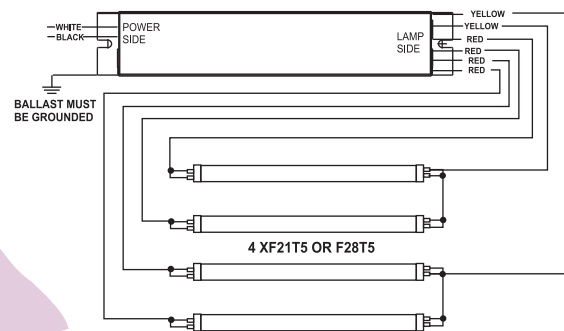 YELLOW
WHITE
POWER
YELLOW
BLACK
SIDE
LAMP
SIDE
RED
RED
RED
RED
BALLAST MUST
BE GROUNDED
4 XF21T5 OR F28T5